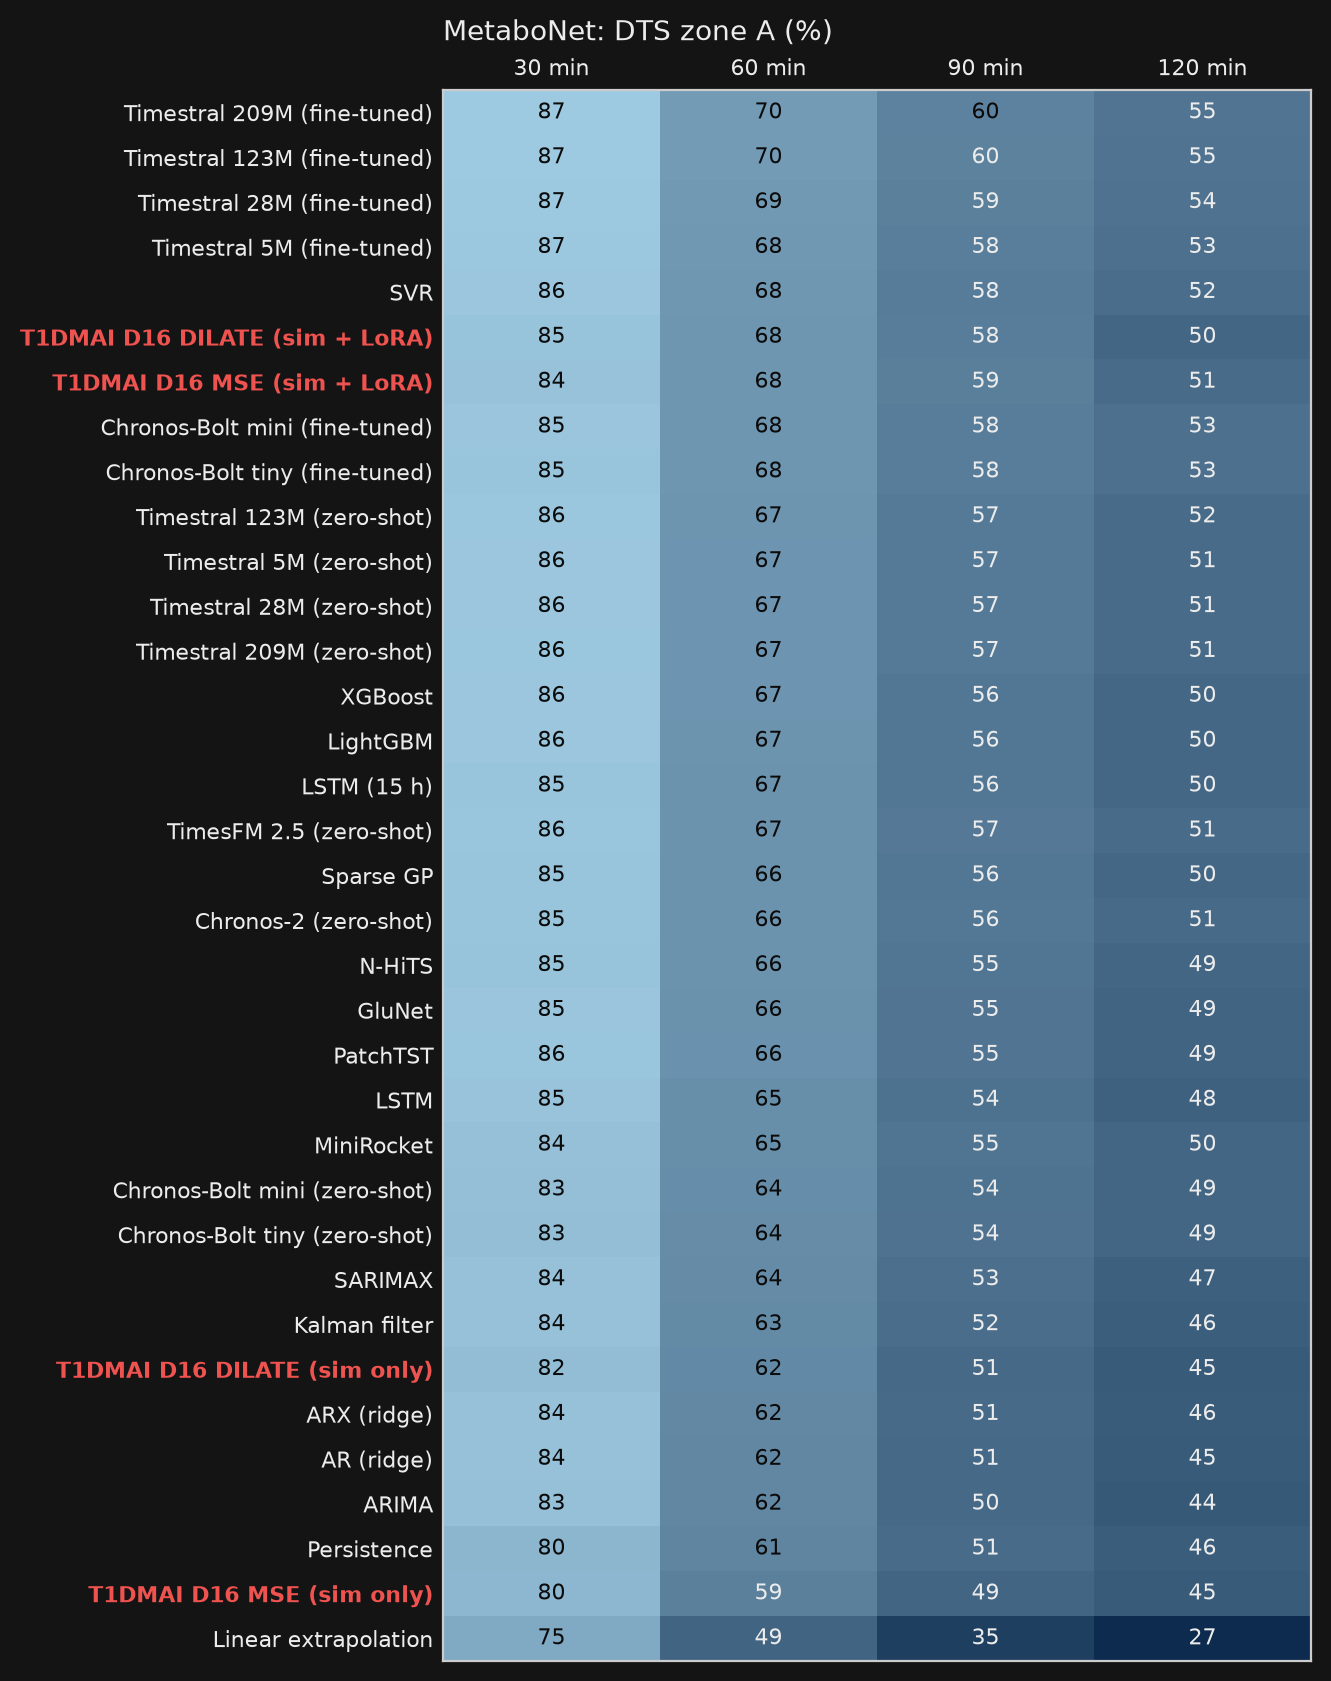 MetaboNet: DTS zone A (%)
30 min 60 min 90 min 120 min
Timestral 209M (fine-tuned) 87 70 60 55
Timestral 123M (fine-tuned) 87 70 60 55
Timestral 28M (fine-tuned) 87 69 59 54
Timestral 5M (fine-tuned) 87 68 58 53
SVR 86 68 58 52
T1DMAI D16 DILATE (sim + LoRA) 85 68 58 50
T1DMAI D16 MSE (sim + LoRA) 84 68 59 51
Chronos-Bolt mini (fine-tuned) 85 68 58 53
Chronos-Bolt tiny (fine-tuned) 85 68 58 53
Timestral 123M (zero-shot) 86 67 57 52
Timestral 5M (zero-shot) 86 67 57 51
Timestral 28M (zero-shot) 86 67 57 51
Timestral 209M (zero-shot) 86 67 57 51
XGBoost 86 67 56 50
LightGBM 86 67 56 50
LSTM (15 h) 85 67 56 50
TimesFM 2.5 (zero-shot) 86 67 57 51
Sparse GP 85 66 56 50
Chronos-2 (zero-shot) 85 66 56 51
N-HiTS 85 66 55 49
GluNet 85 66 55 49
PatchTST 86 66 55 49
LSTM 85 65 54 48
MiniRocket 84 65 55 50
Chronos-Bolt mini (zero-shot) 83 64 54 49
Chronos-Bolt tiny (zero-shot) 83 64 54 49
SARIMAX 84 64 53 47
Kalman filter 84 63 52 46
T1DMAI D16 DILATE (sim only) 82 62 51 45
ARX (ridge) 84 62 51 46
AR (ridge) 84 62 51 45
ARIMA 83 62 50 44
Persistence 80 61 51 46
T1DMAI D16 MSE (sim only) 80 59 49 45
Linear extrapolation 75 49 35 27